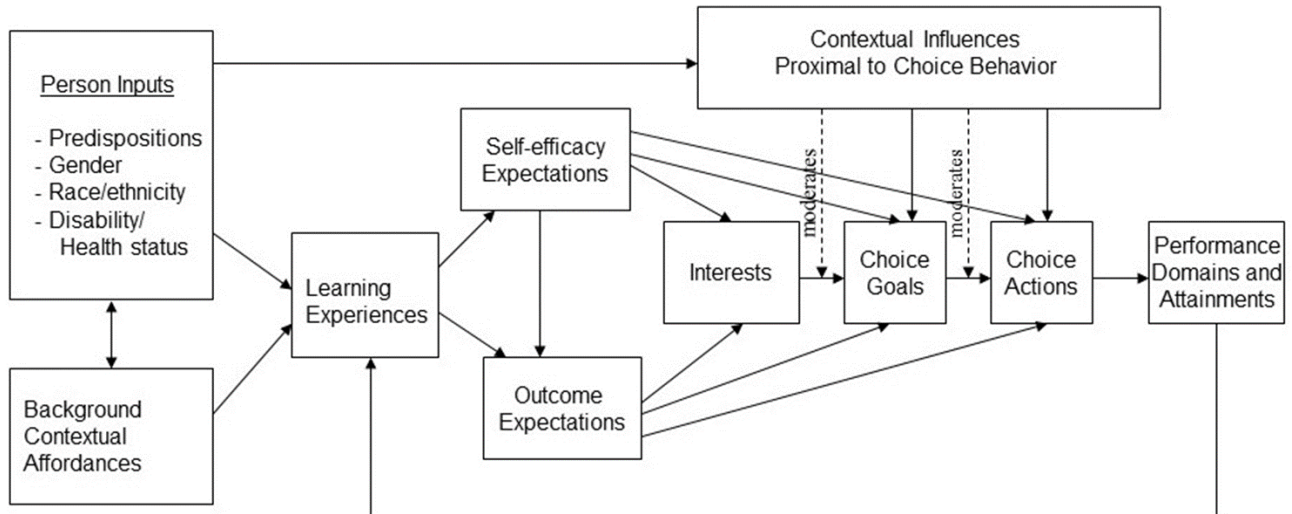 Person Inputs
- Predispositions
- Gender
- Race/ethnicity
- Disability/
Health status
Background
Contextual
Affordances
Learning
Experiences
Self-efficacy
Expectations
Outcome
Expectations
Contextual Influences
Proximal to Choice Behavior
Interests
moderates
Choice
Goals
moderates
Choice
Actions
Performance
Domains and
Attainments